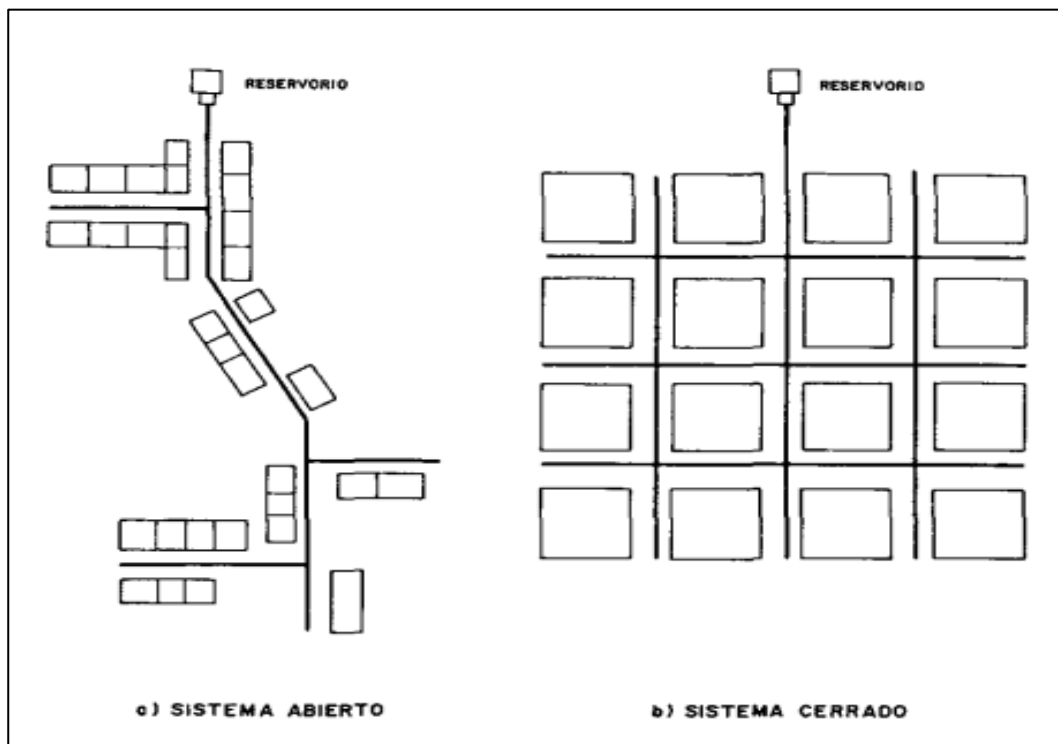 RESERVORIO
RESERVORIO
a) SISTEMA ABIERTO
b) SISTEMA CERRADO